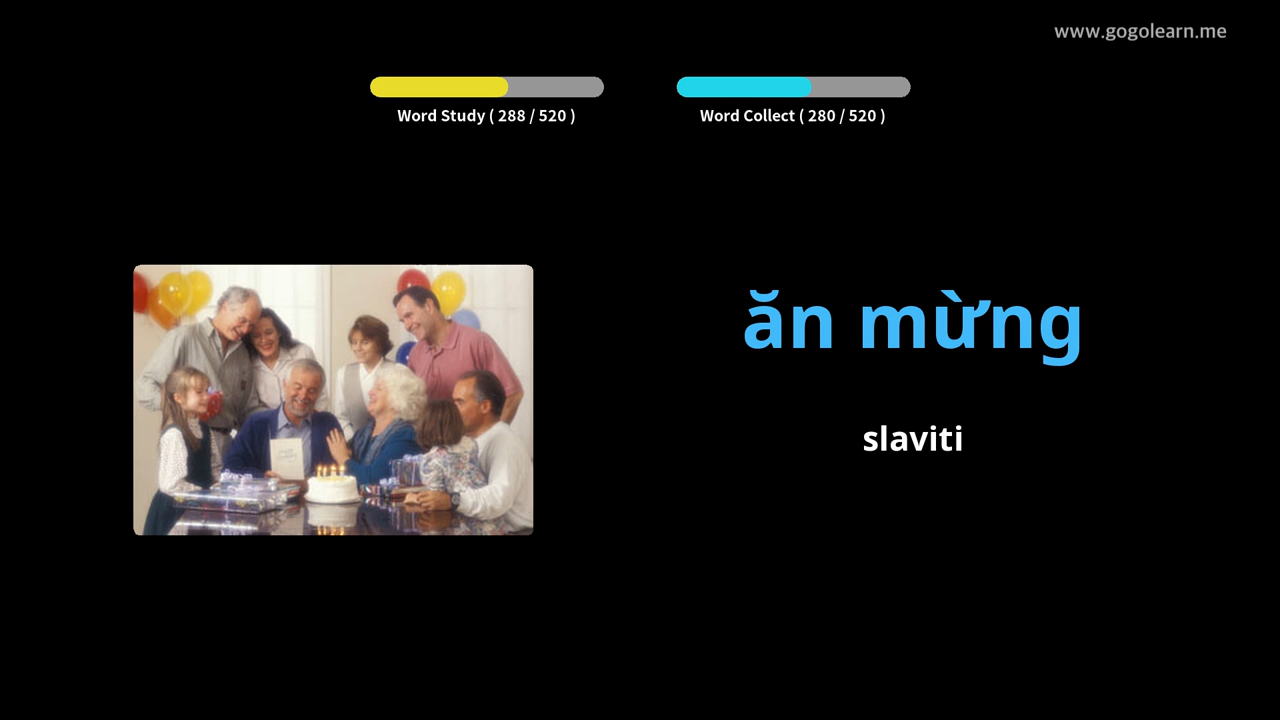 www.gogolearn.me
Word Study ( 288 / 520 )
Word Collect ( 280 / 520 )
ăn mừng
slaviti